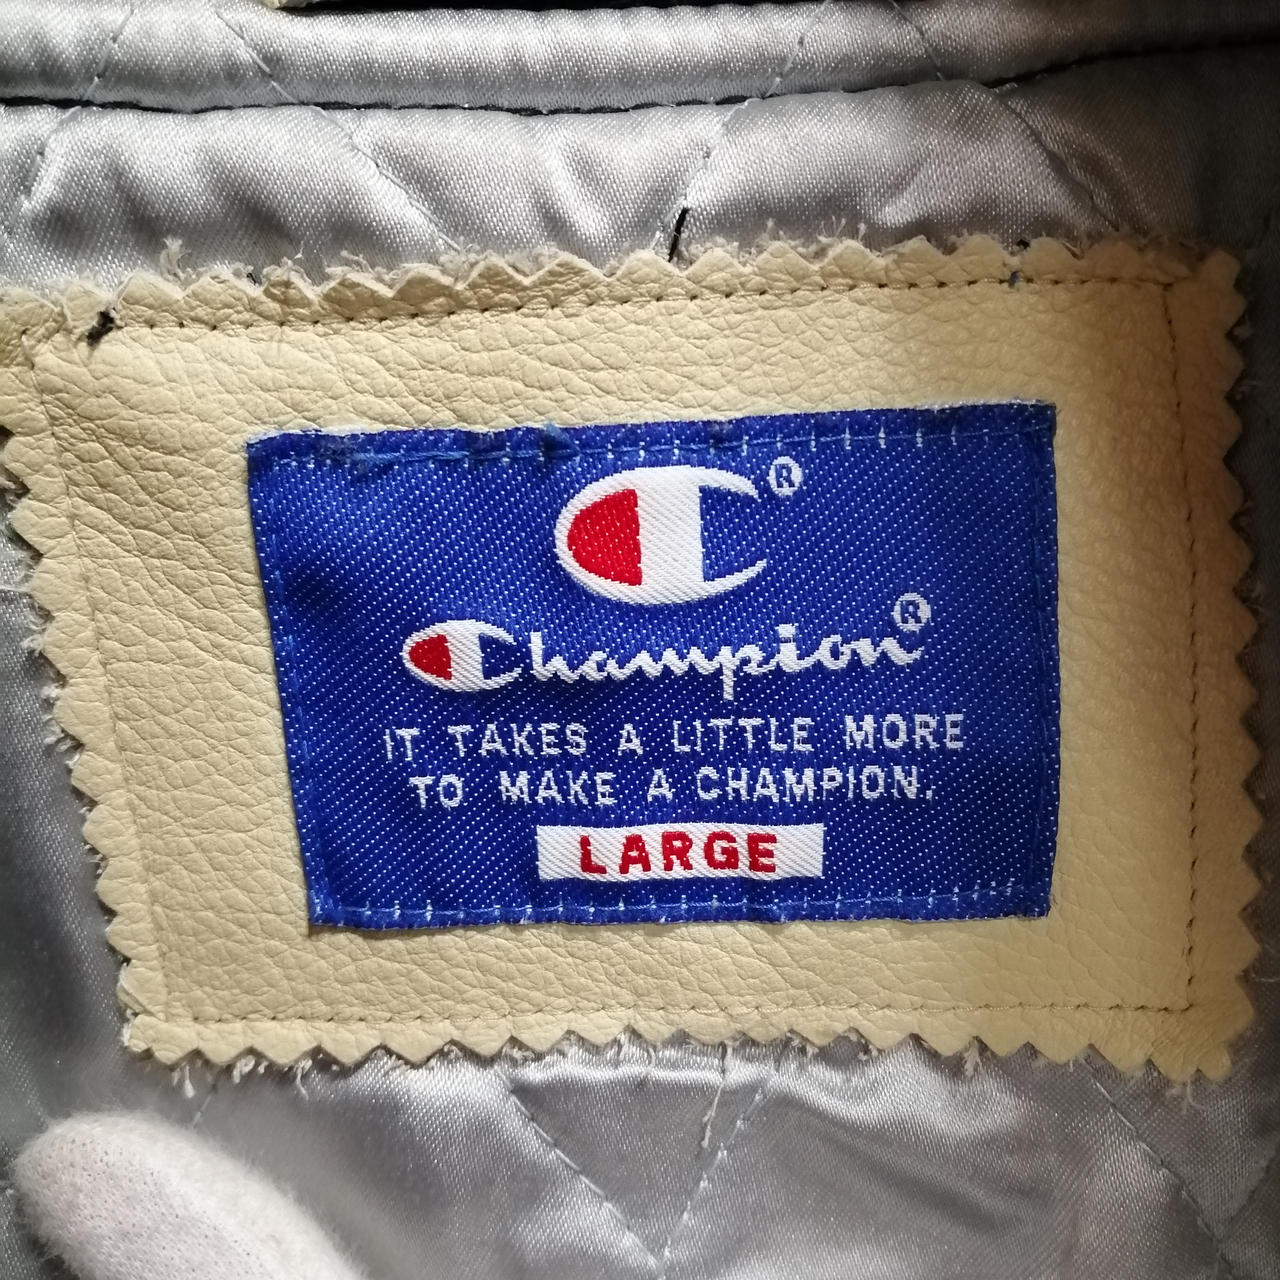 C®
Champion®
IT TAKES A LITTLE MORE
TO MAKE A CHAMPION.
LARGE